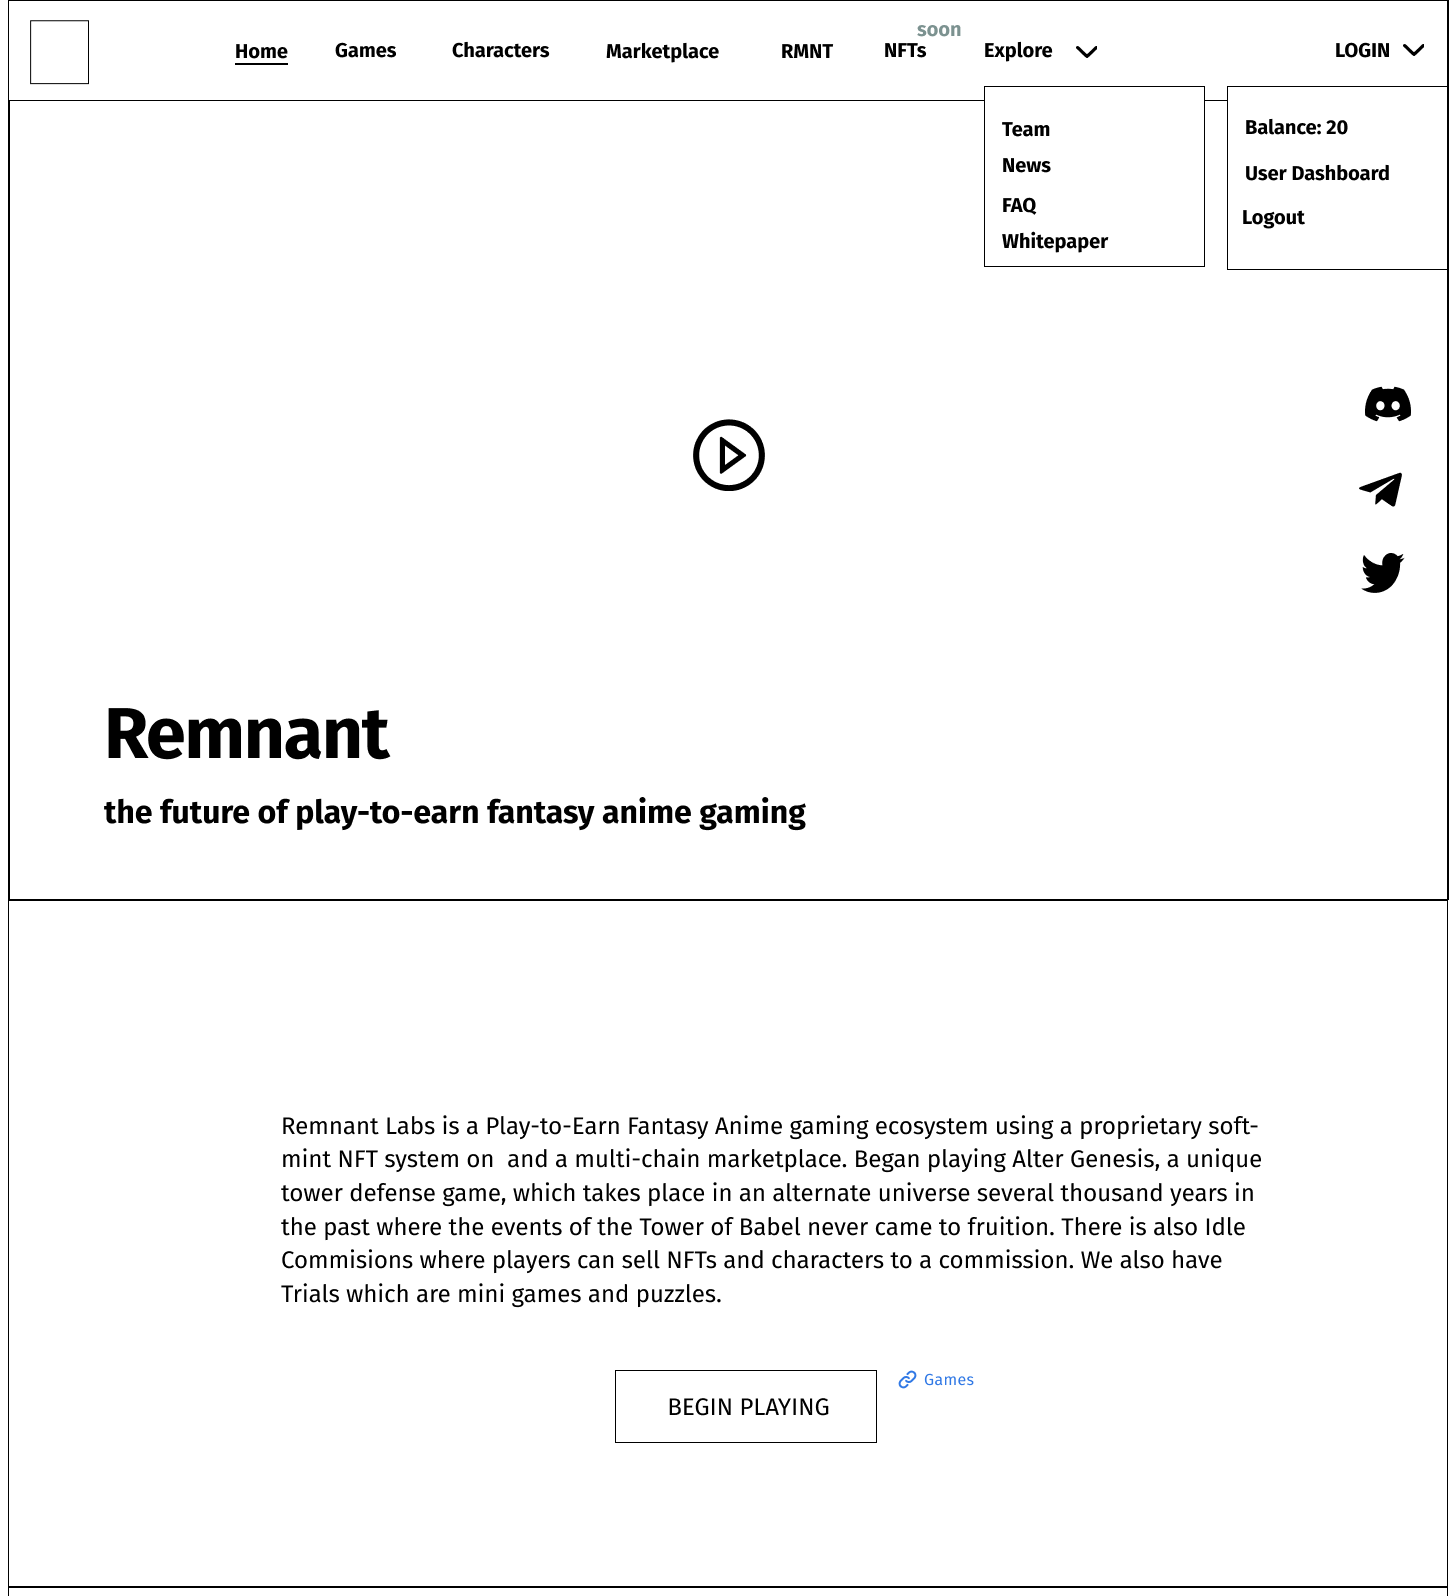 soon
Home Games Characters Marketplace RMNT NFTs Explore LOGIN
Team
News
FAQ
Whitepaper
Balance: 20
User Dashboard
Logout
Remnant
the future of play-to-earn fantasy anime gaming
Remnant Labs is a Play-to-Earn Fantasy Anime gaming ecosystem using a proprietary soft-
mint NFT system on  and a multi-chain marketplace. Began playing Alter Genesis, a unique
tower defense game, which takes place in an alternate universe several thousand years in
the past where the events of the Tower of Babel never came to fruition. There is also Idle
Commisions where players can sell NFTs and characters to a commission. We also have
Trials which are mini games and puzzles.
BEGIN PLAYING
Games